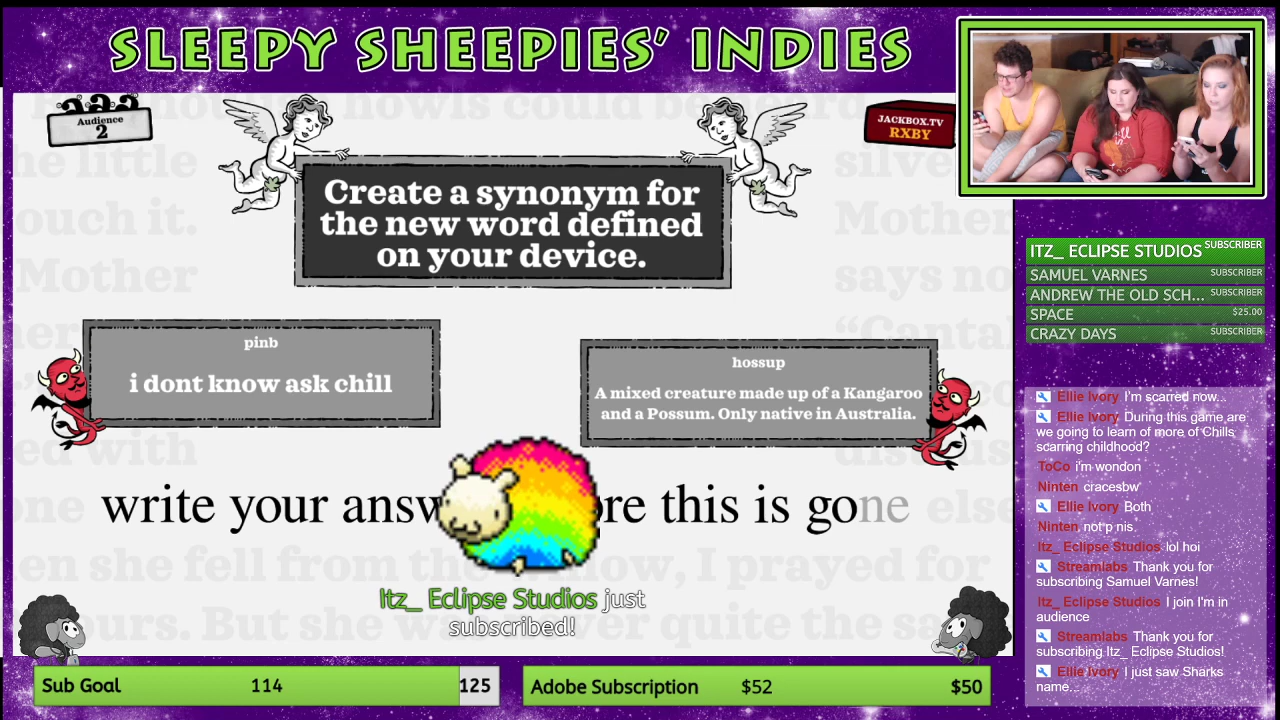 SLEEPY SHEEPIES' INDIES
Audience
2
JACKBOX.TV
RXBY
Create a synonym for
the new word defined
on your device.
pinb
i dont know ask chill
hossup
A mixed creature made up of a Kangaroo
and a Possum. Only native in Australia.
write your answ re this is gone
Itz_ Eclipse Studios just
subscribed!
Sub Goal 114 125
Adobe Subscription $52 $50
ITZ_ ECLIPSE STUDIOS SUBSCRIBER
SAMUEL VARNES SUBSCRIBER
ANDREW THE OLD SCH... SUBSCRIBER
SPACE $25.00
CRAZY DAYS SUBSCRIBER
Ellie Ivory I'm scarred now...
Ellie Ivory During this game are
we going to learn of more of Chills
scarring childhood?
ToCo i'm wondon
Ninten cracesbw'
Ellie Ivory Both
Ninten not p nis
Itz_ Eclipse Studios lol hoi
Streamlabs Thank you for
subscribing Samuel Varnes!
Itz_ Eclipse Studios I join I'm in
audience
Streamlabs Thank you for
subscribing Itz_ Eclipse Studios!
Ellie Ivory I just saw Sharks
name...